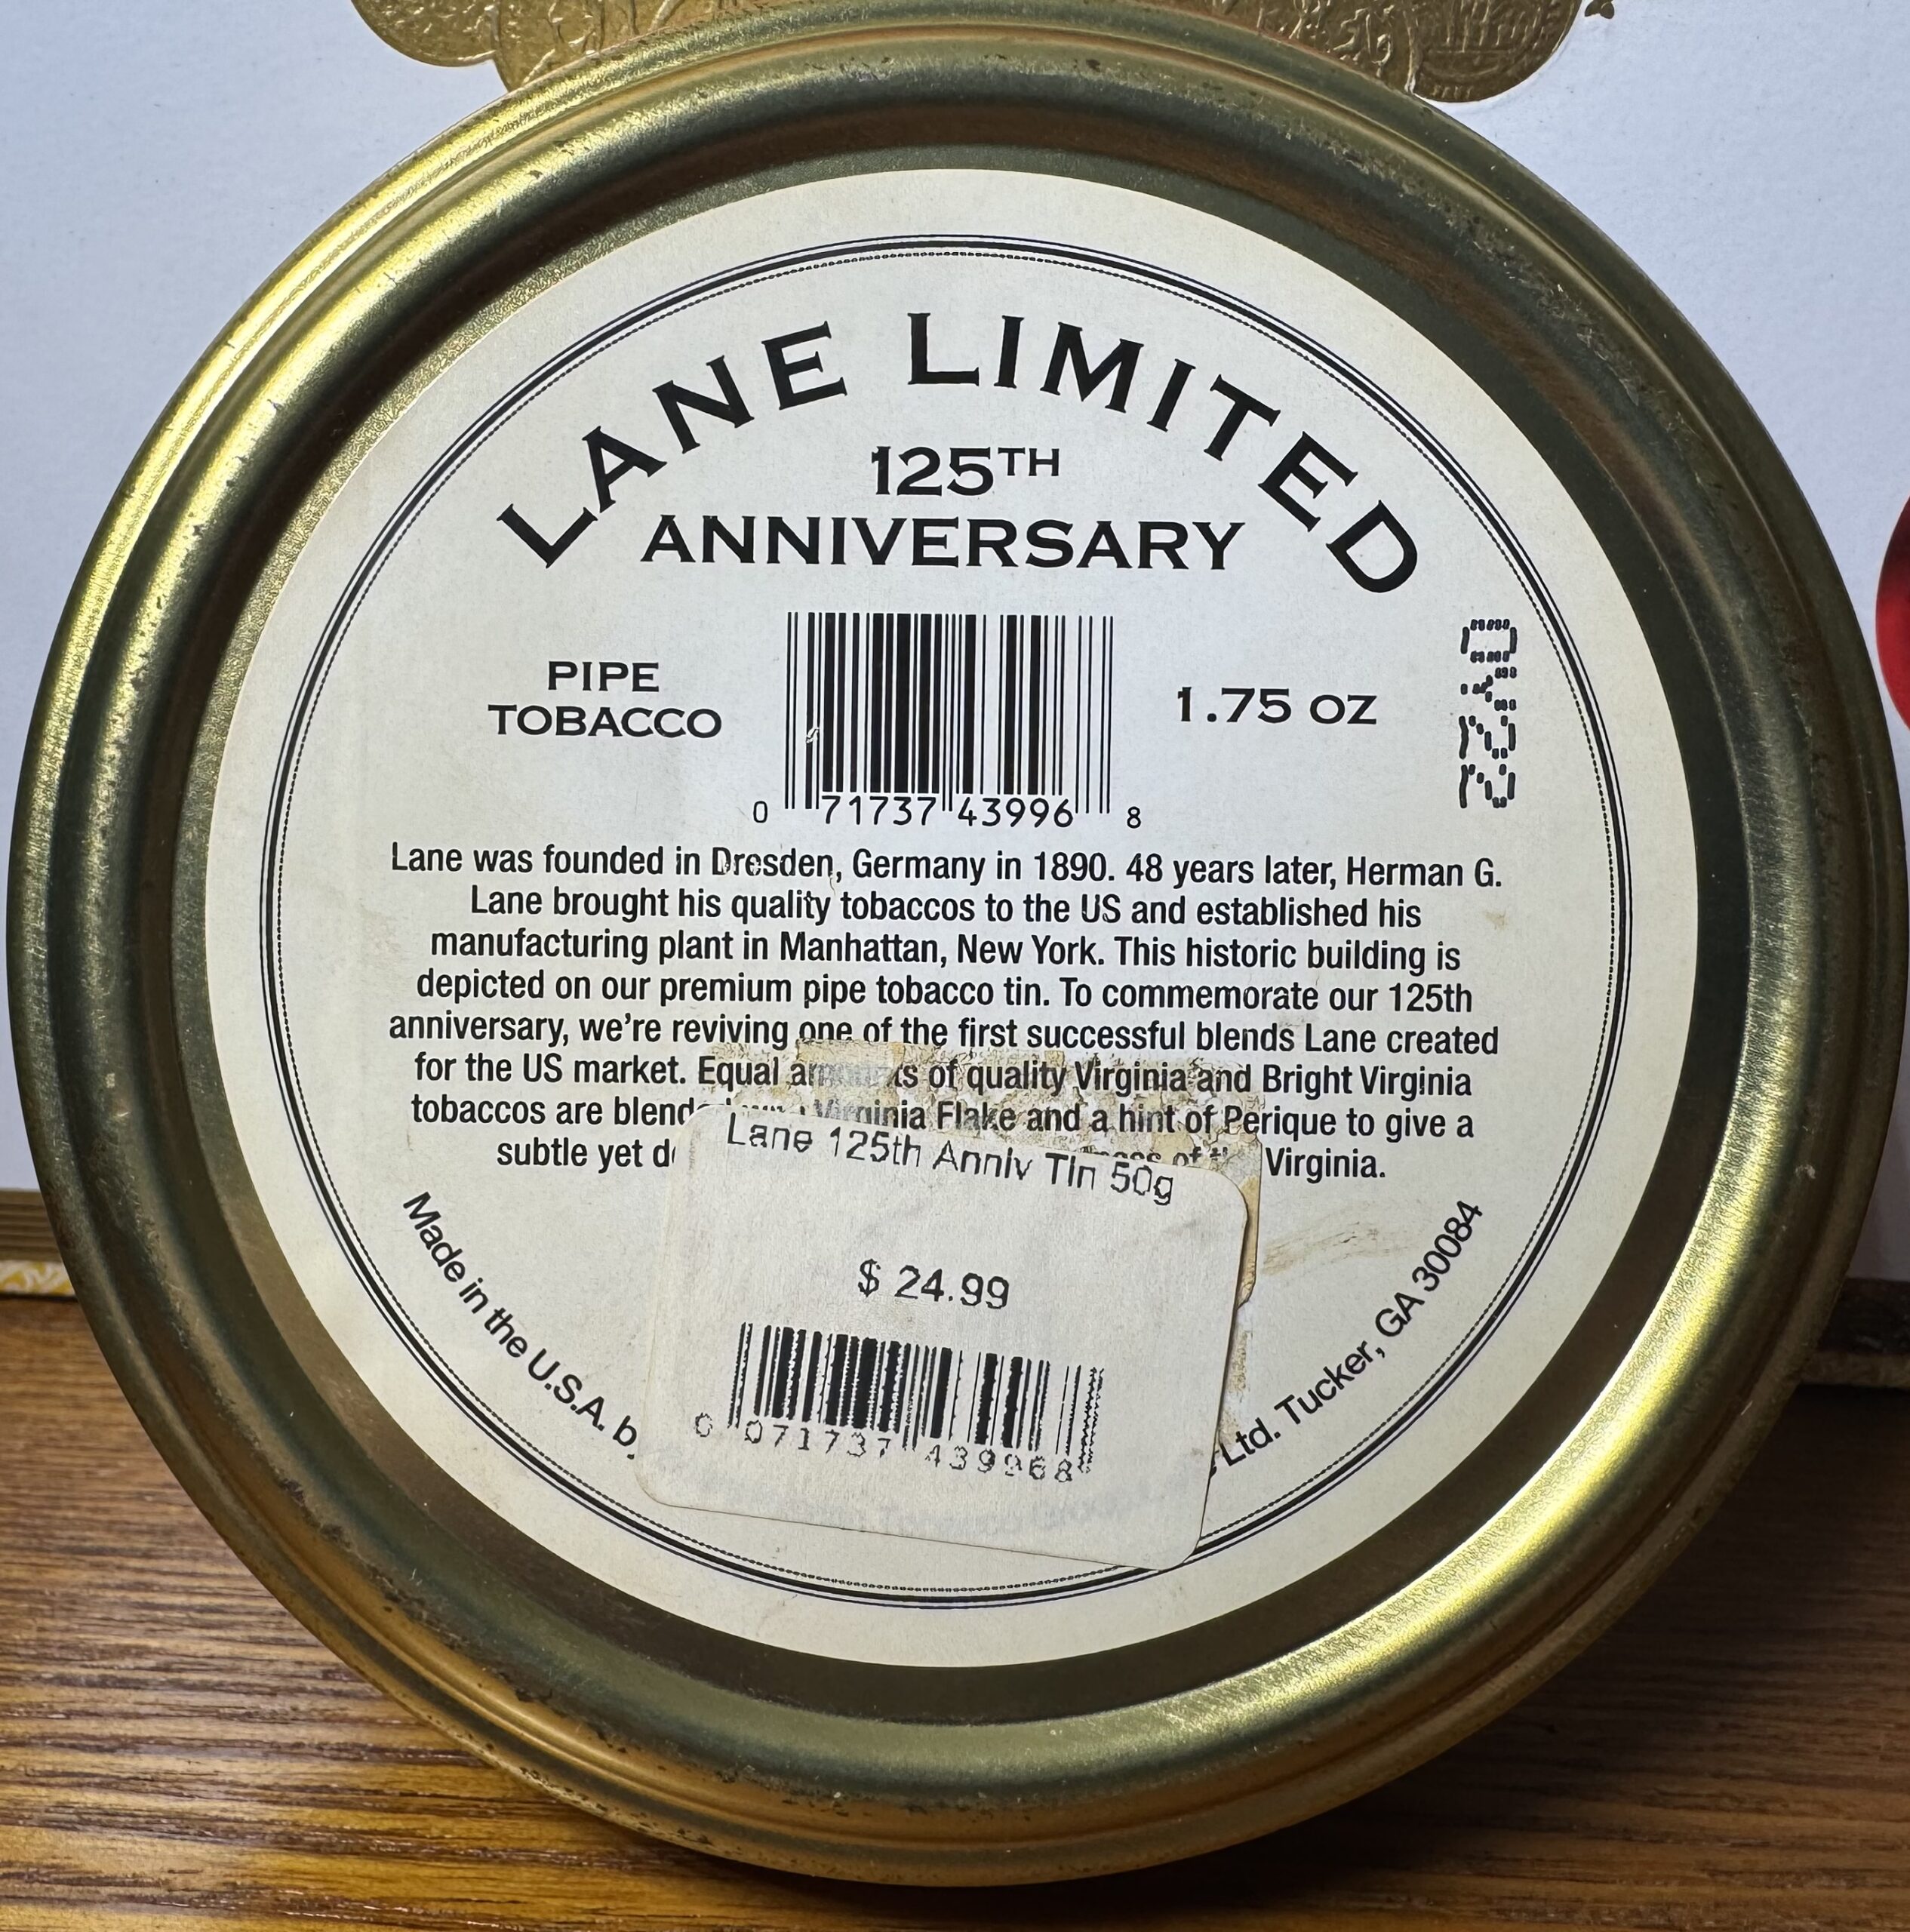 LANE LIMITED
125TH
ANNIVERSARY
PIPE
TOBACCO
0 71737 43996 8
1.75 OZ
Lane was founded in Dresden, Germany in 1890. 48 years later, Herman G.
Lane brought his quality tobaccos to the US and established his
manufacturing plant in Manhattan, New York. This historic building is
depicted on our premium pipe tobacco tin. To commemorate our 125th
anniversary, we're reviving one of the first successful blends Lane created
for the US market. Equal of quality Virginia and Bright Virginia
tobaccos are Virginia Flake and a hint of Perique to give a
subtle yet of Virginia.
Lane 125th Anniv Tin 50g
$ 24.99
0 071737 439968
Made in the U.S.A. Ltd. Tucker, GA 30084